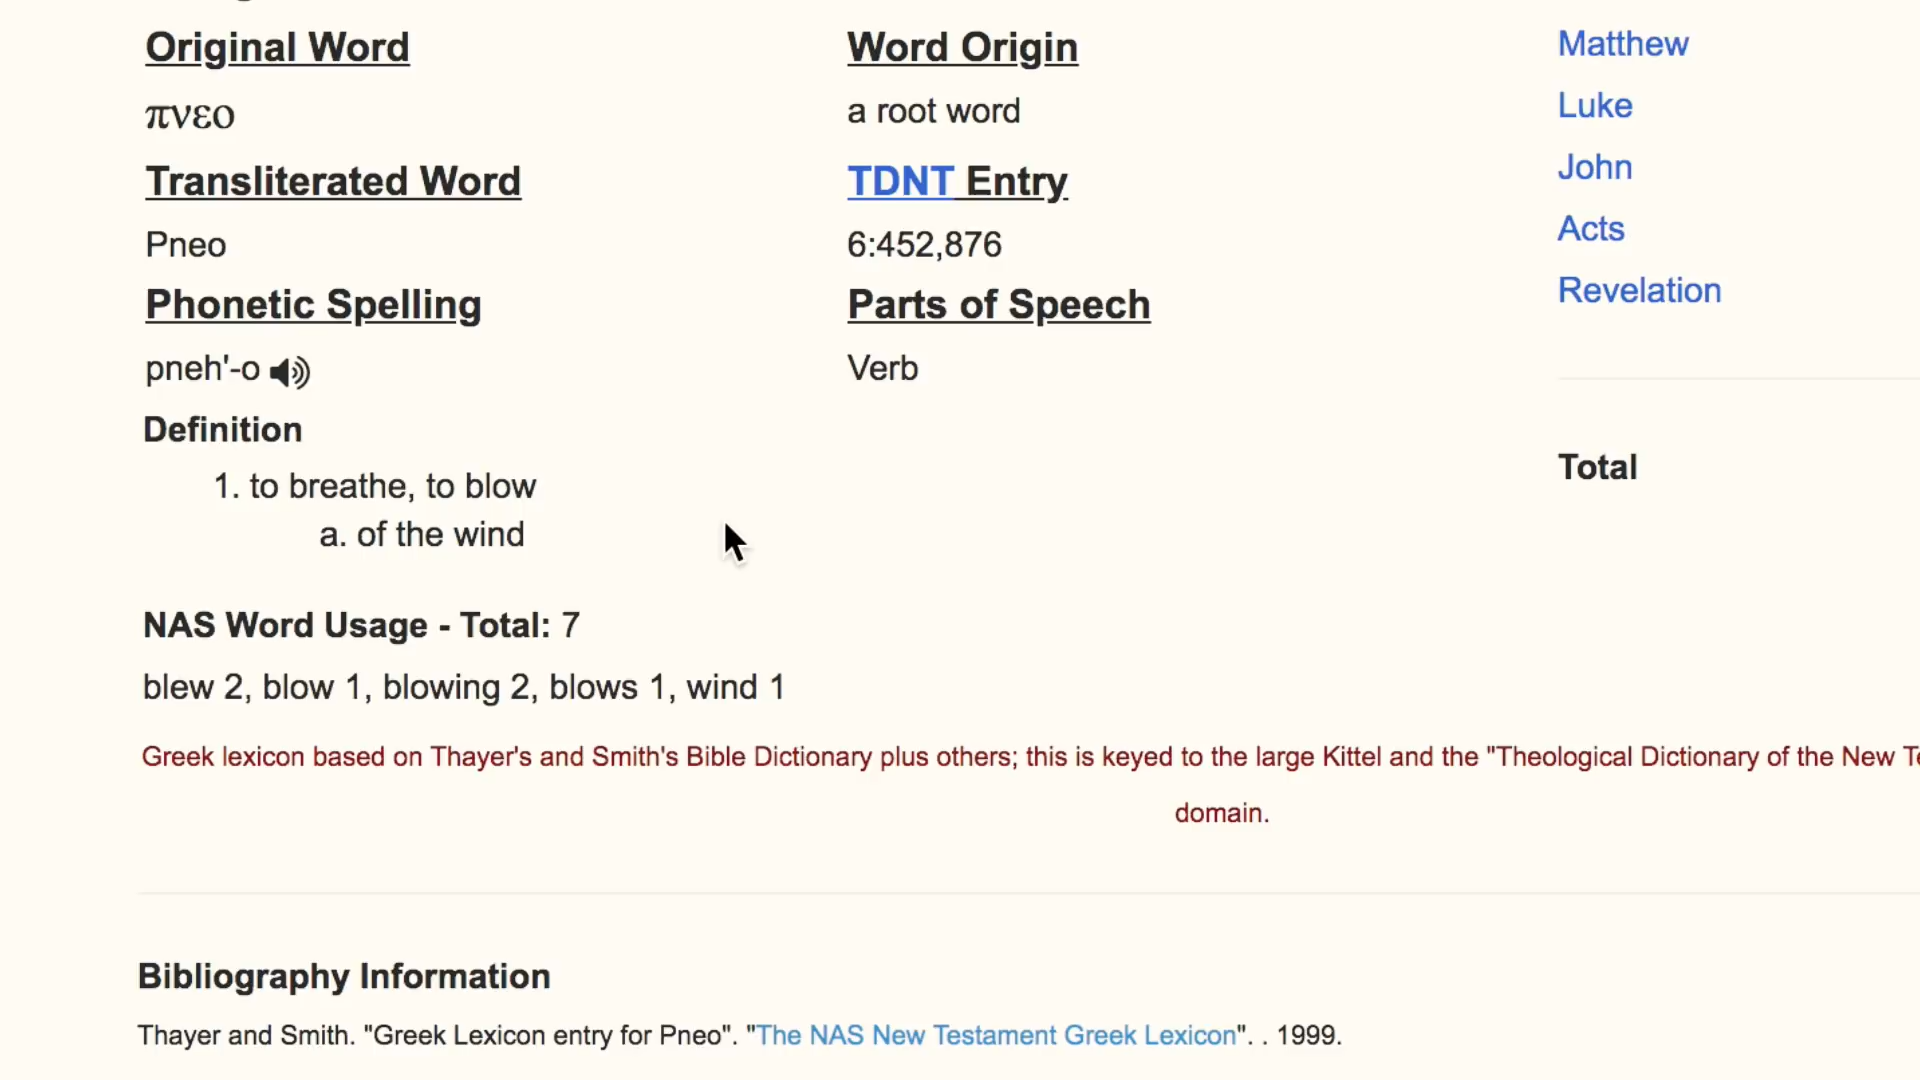 Original Word
Word Origin
πνεο
a root word
Transliterated Word
TDNT Entry
Pneo
6:452,876
Phonetic Spelling
Parts of Speech
pneh'-o
Verb
Definition
1. to breathe, to blow
a. of the wind
NAS Word Usage - Total: 7
blew 2, blow 1, blowing 2, blows 1, wind 1
Greek lexicon based on Thayer's and Smith's Bible Dictionary plus others; this is keyed to the large Kittel and the "Theological Dictionary of the New
domain.
Bibliography Information
Thayer and Smith. "Greek Lexicon entry for Pneo". "The NAS New Testament Greek Lexicon". . 1999.
Matthew
Luke
John
Acts
Revelation
Total